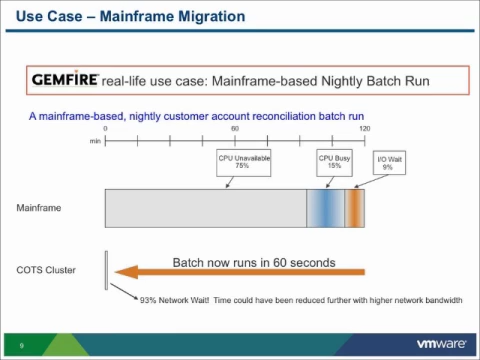 Use Case – Mainframe Migration
GEMFIRE real-life use case: Mainframe-based Nightly Batch Run
A mainframe-based, nightly customer account reconciliation batch run
0 60 120
min
CPU Unavailable
75%
CPU Busy
15%
I/O Wait
9%
Mainframe
Batch now runs in 60 seconds
COTS Cluster
93% Network Wait! Time could have been reduced further with higher network bandwidth
9
vmware